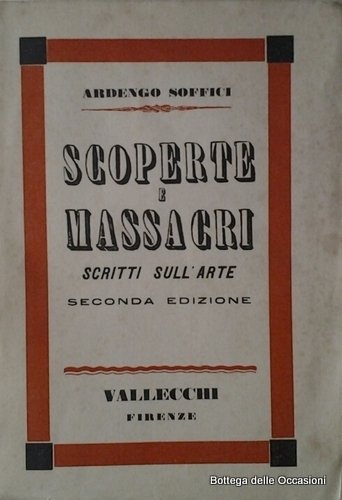 ARDENGO SOFFICI
SCOPERTE
E
MASSACRI
SCRITTI SULL'ARTE
SECONDA EDIZIONE
VALLECCHI
FIRENZE
Bottega delle Occasioni